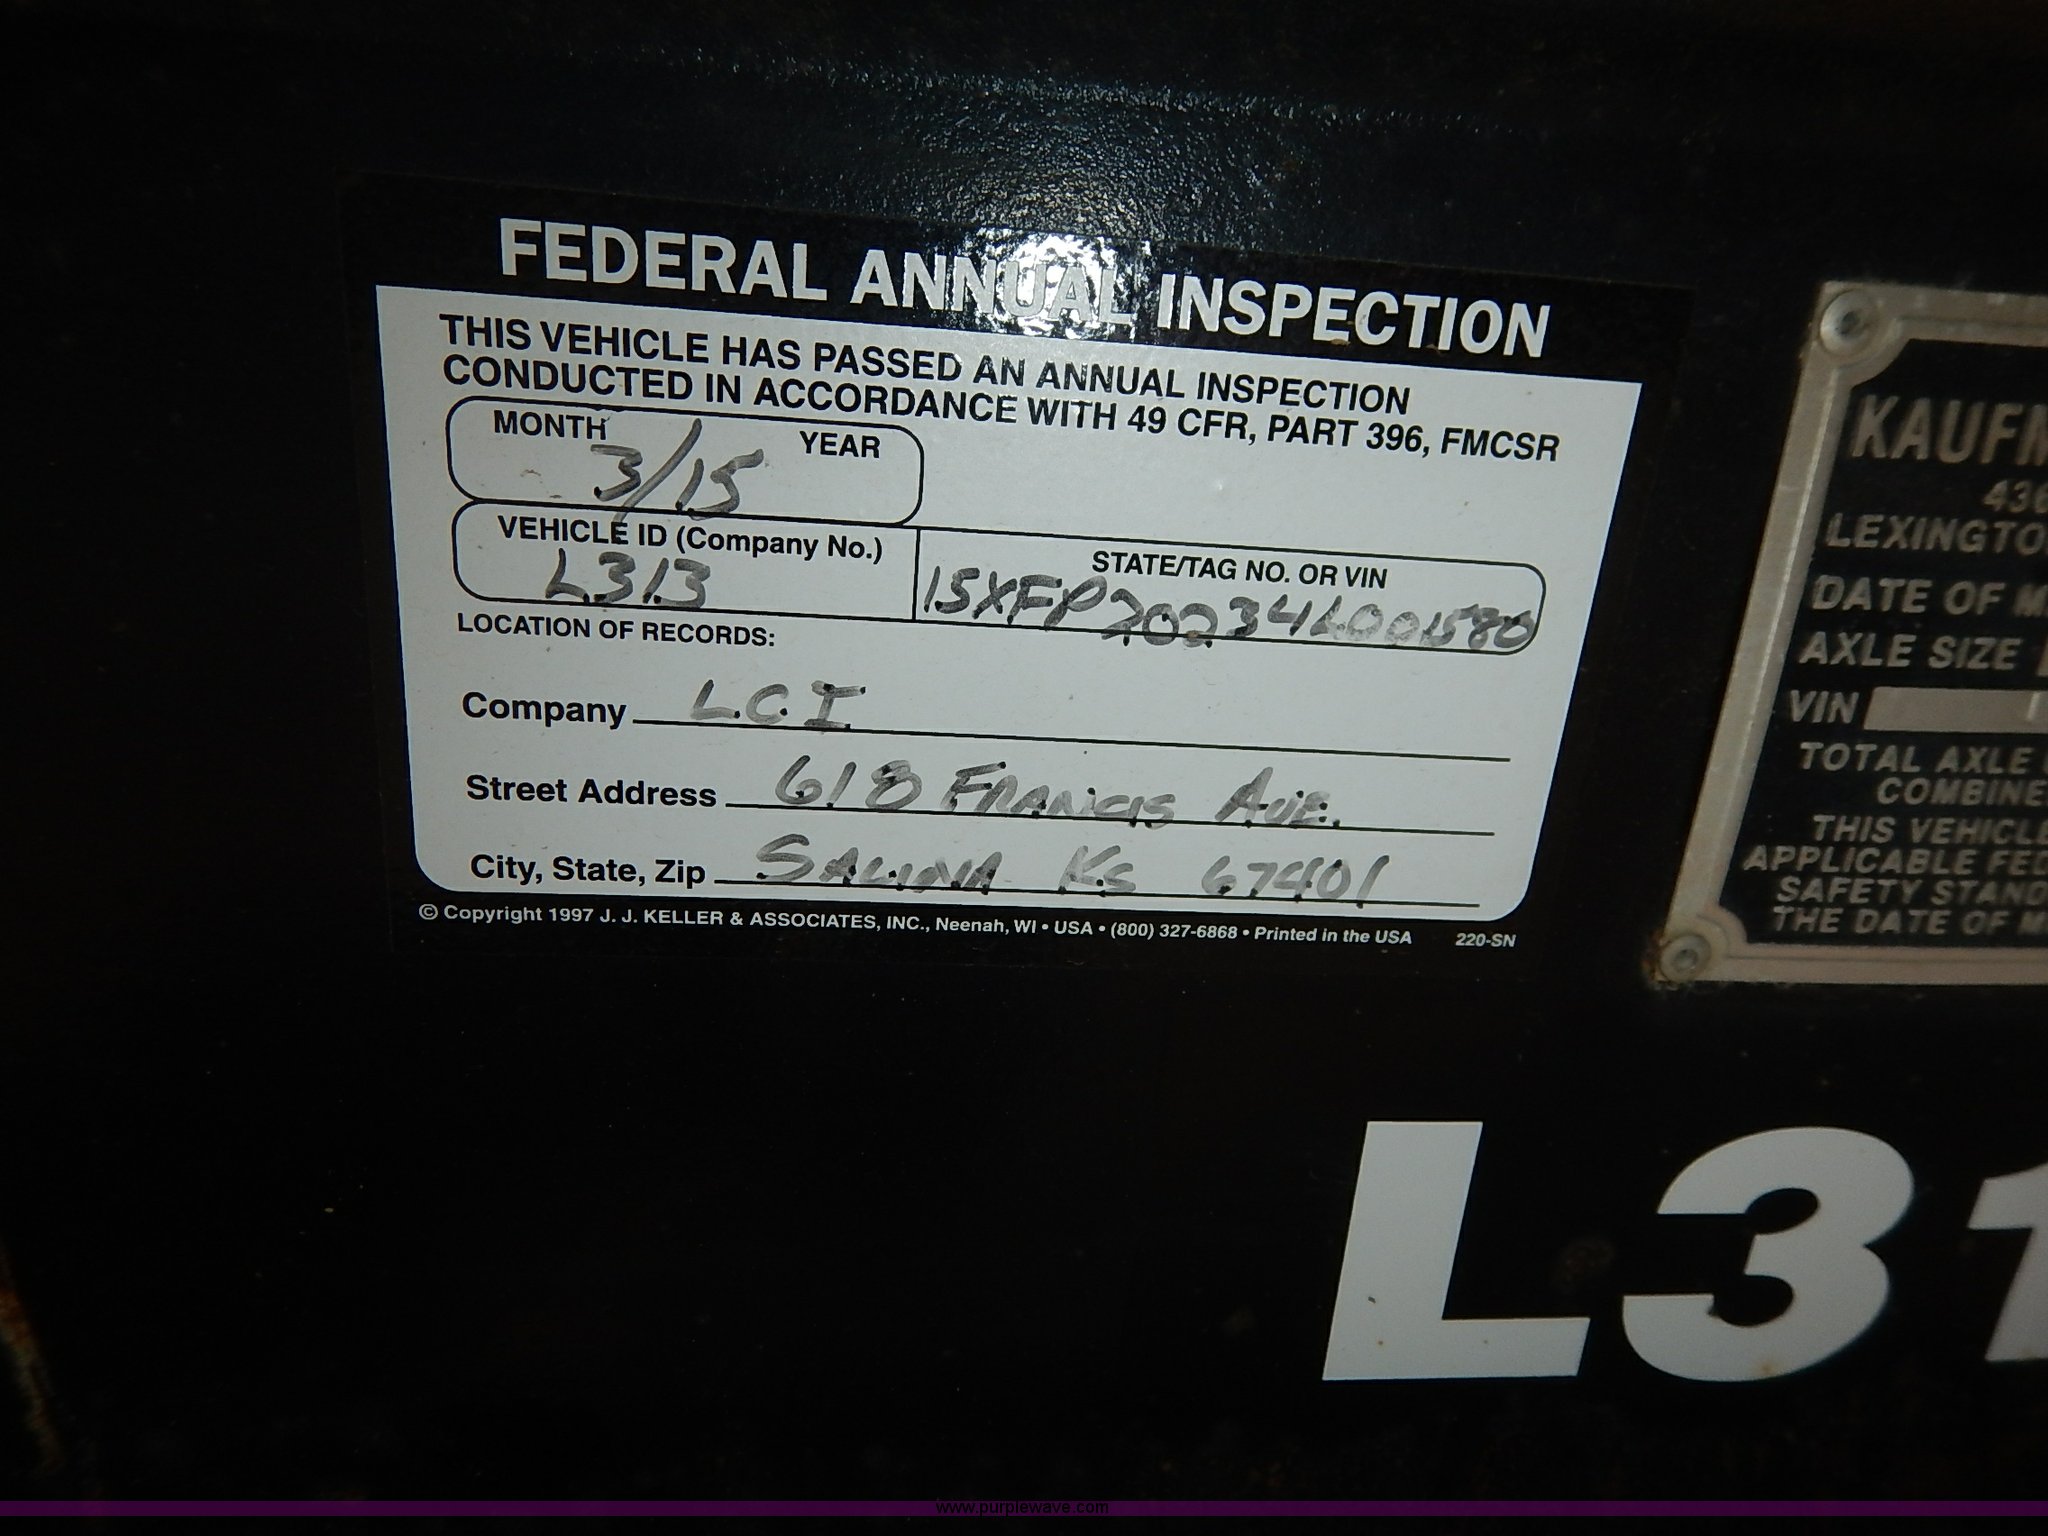 FEDERAL ANNUAL INSPECTION
THIS VEHICLE HAS PASSED AN ANNUAL INSPECTION
CONDUCTED IN ACCORDANCE WITH 49 CFR, PART 396, FMCSR
MONTH YEAR
3/15
VEHICLE ID (Company No.)
L313
STATE/TAG NO. OR VIN
LOCATION OF RECORDS:
Company L.C.I.
Street Address 618 FRANCIS AVE.
City, State, Zip SALINA KS 67401
© Copyright 1997 J. J. KELLER & ASSOCIATES, INC., Neenah, WI • USA • (800) 327-6868 • Printed in the USA 220-SN
KAUFM
436
LEXINGTO
DATE OF M
AXLE SIZE
VIN 1
TOTAL AXLE
COMBINE
THIS VEHICLE
APPLICABLE FED
SAFETY STAND
THE DATE OF M
L31
www.purplewave.com